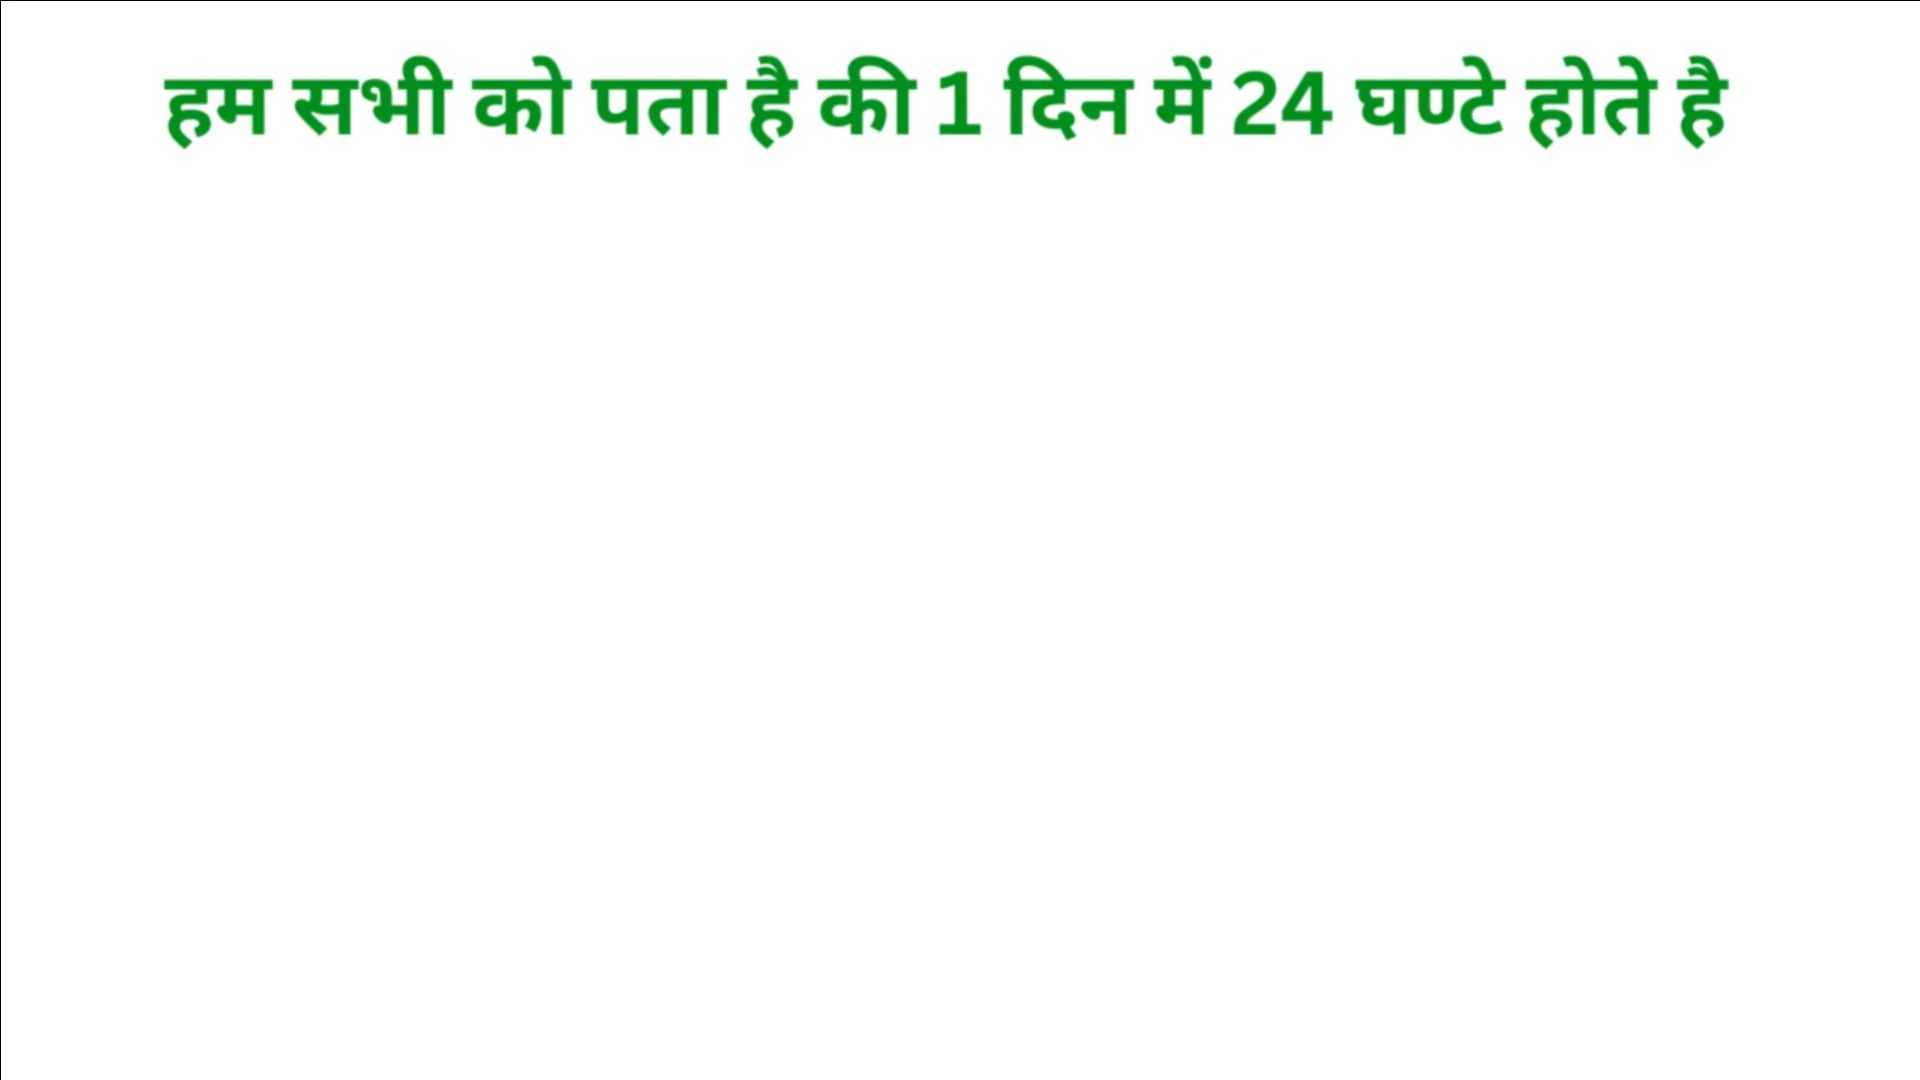 हम सभी को पता है की 1 दिन में 24 घण्टे होते है